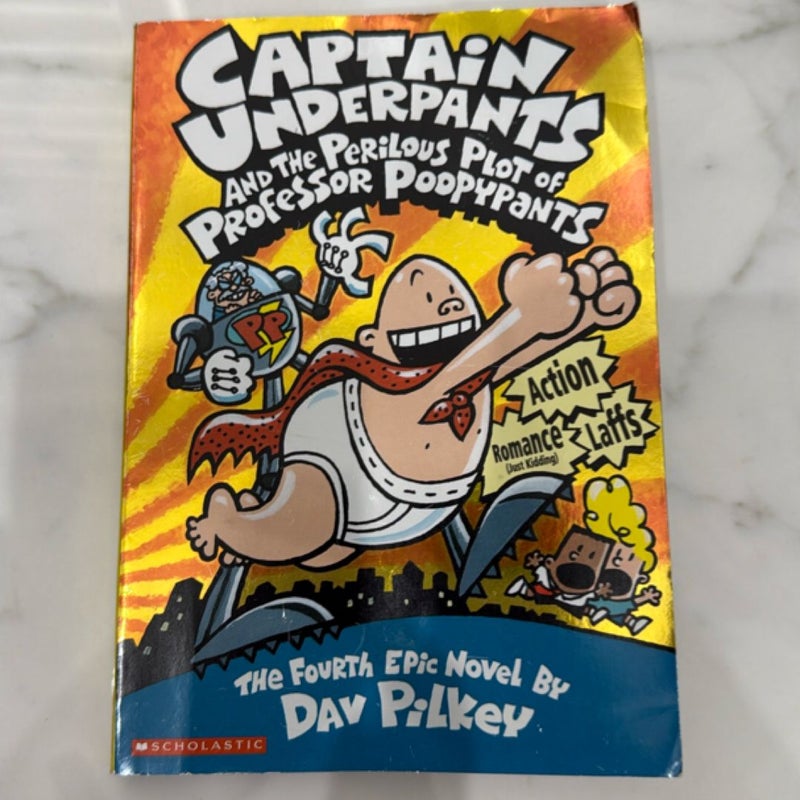 CAPTAiN
UNDERPANTS
AND THE PERiLOUS PLOT OF
PROFESSOR POOPYPANTS
PP
Action
Romance
(Just Kidding)
Laffs
THE FOURTH EPiC NOVEL BY
DAV PiLKEY
SCHOLASTIC